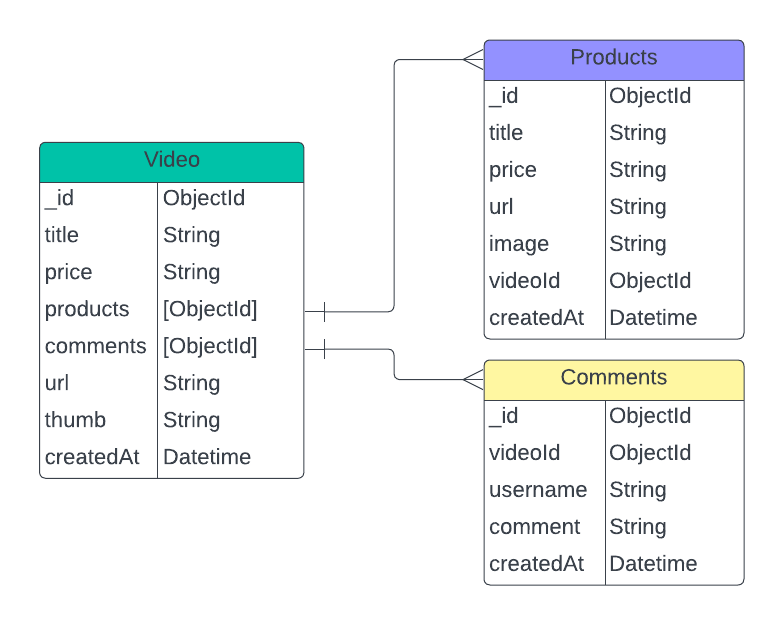 Video
_id ObjectId
title String
price String
products [ObjectId]
comments [ObjectId]
url String
thumb String
createdAt Datetime
Products
_id ObjectId
title String
price String
url String
image String
videoId ObjectId
createdAt Datetime
Comments
_id ObjectId
videoId ObjectId
username String
comment String
createdAt Datetime